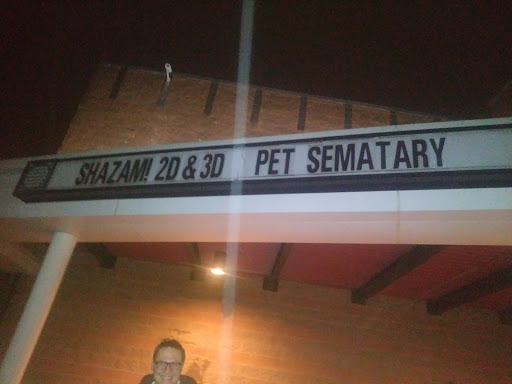 SHAZAM! 2D & 3D PET SEMATARY